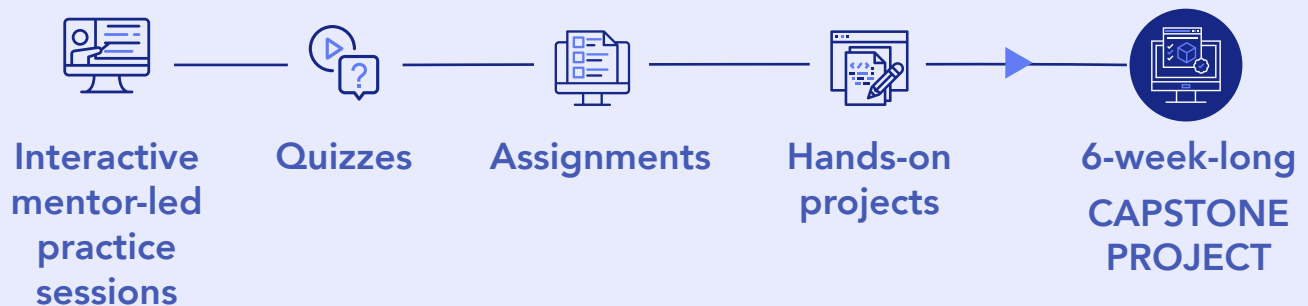 Interactive
mentor-led
practice
sessions
Quizzes
Assignments
Hands-on
projects
6-week-long
CAPSTONE
PROJECT